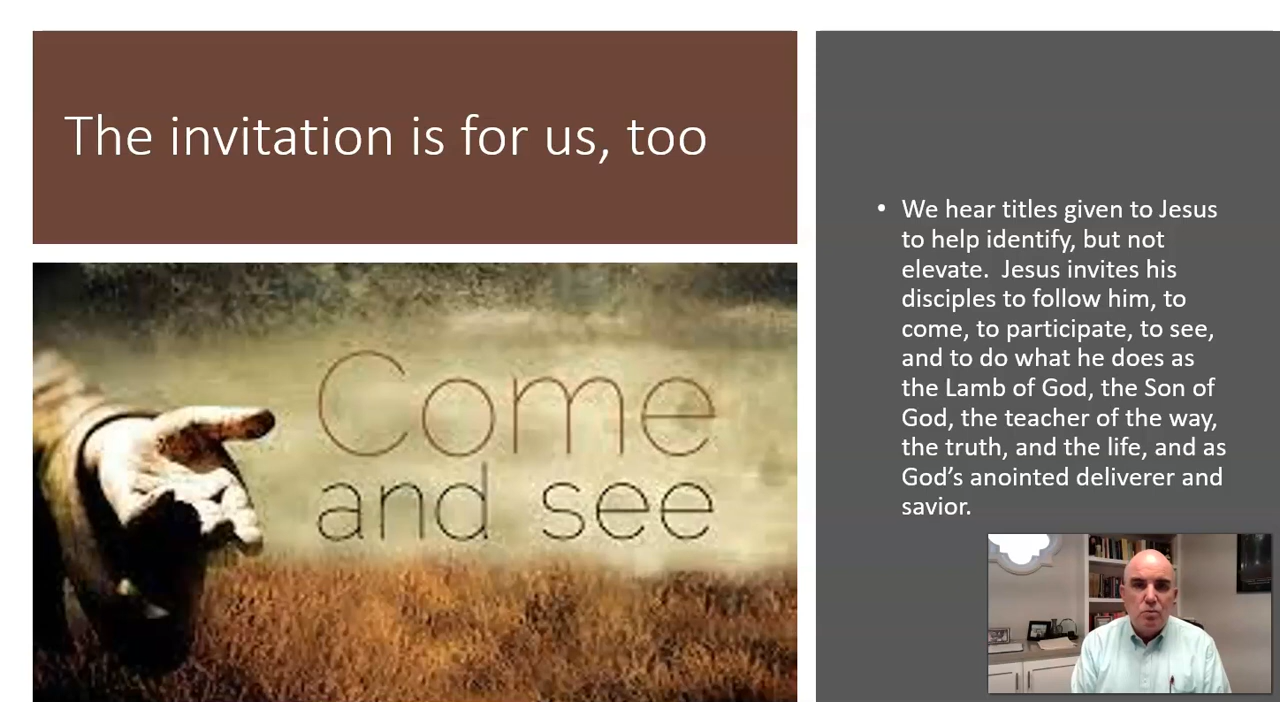 The invitation is for us, too
Come
and see
• We hear titles given to Jesus
to help identify, but not
elevate.  Jesus invites his
disciples to follow him, to
come, to participate, to see,
and to do what he does as
the Lamb of God, the Son of
God, the teacher of the way,
the truth, and the life, and as
God’s anointed deliverer and
savior.